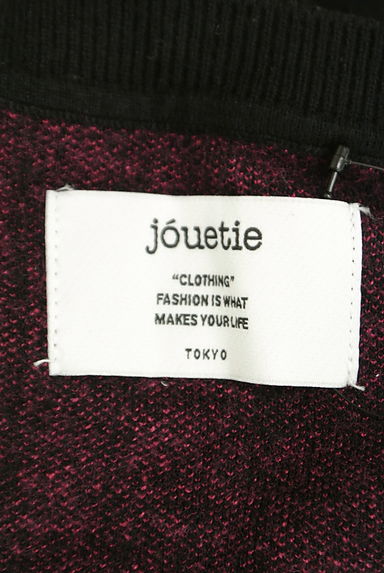 jóuetie
“CLOTHING”
FASHION IS WHAT
MAKES YOUR LIFE
TOKYO